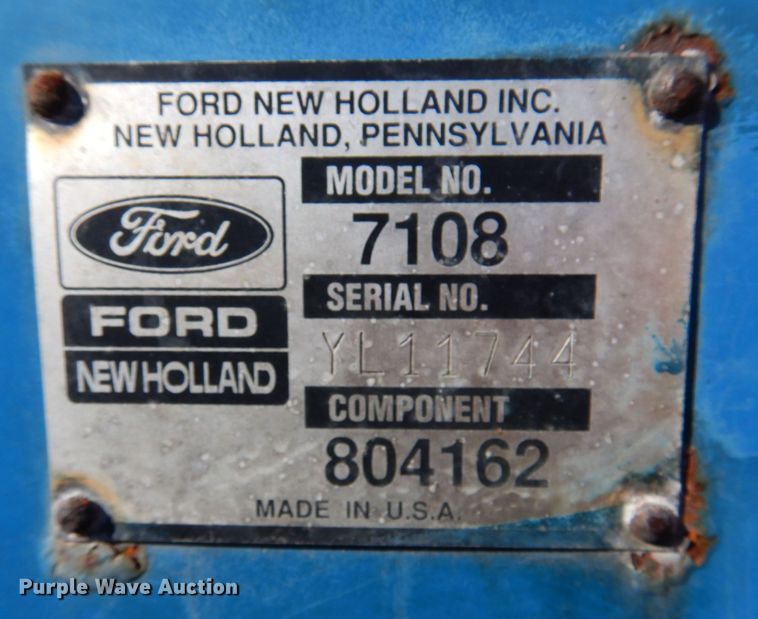 FORD NEW HOLLAND INC.
NEW HOLLAND, PENNSYLVANIA
MODEL NO.
7108
Ford
SERIAL NO.
FORD
YL11744
NEW HOLLAND
COMPONENT
804162
MADE IN U.S.A.
Purple Wave Auction